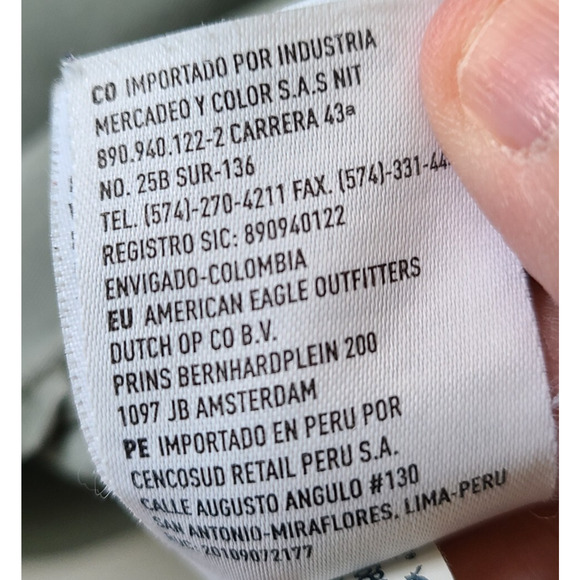 CO IMPORTADO POR INDUSTRIA
MERCADEO Y COLOR S.A.S NIT
890.940.122-2 CARRERA 43ª
NO. 25B SUR-136
TEL. (574)-270-4211 FAX. (574)-331-44
REGISTRO SIC: 890940122
ENVIGADO-COLOMBIA
EU AMERICAN EAGLE OUTFITTERS
DUTCH OP CO B.V.
PRINS BERNHARDPLEIN 200
1097 JB AMSTERDAM
PE IMPORTADO EN PERU POR
CENCOSUD RETAIL PERU S.A.
CALLE AUGUSTO ANGULO #130
SAN ANTONIO-MIRAFLORES, LIMA-PERU
20109072177